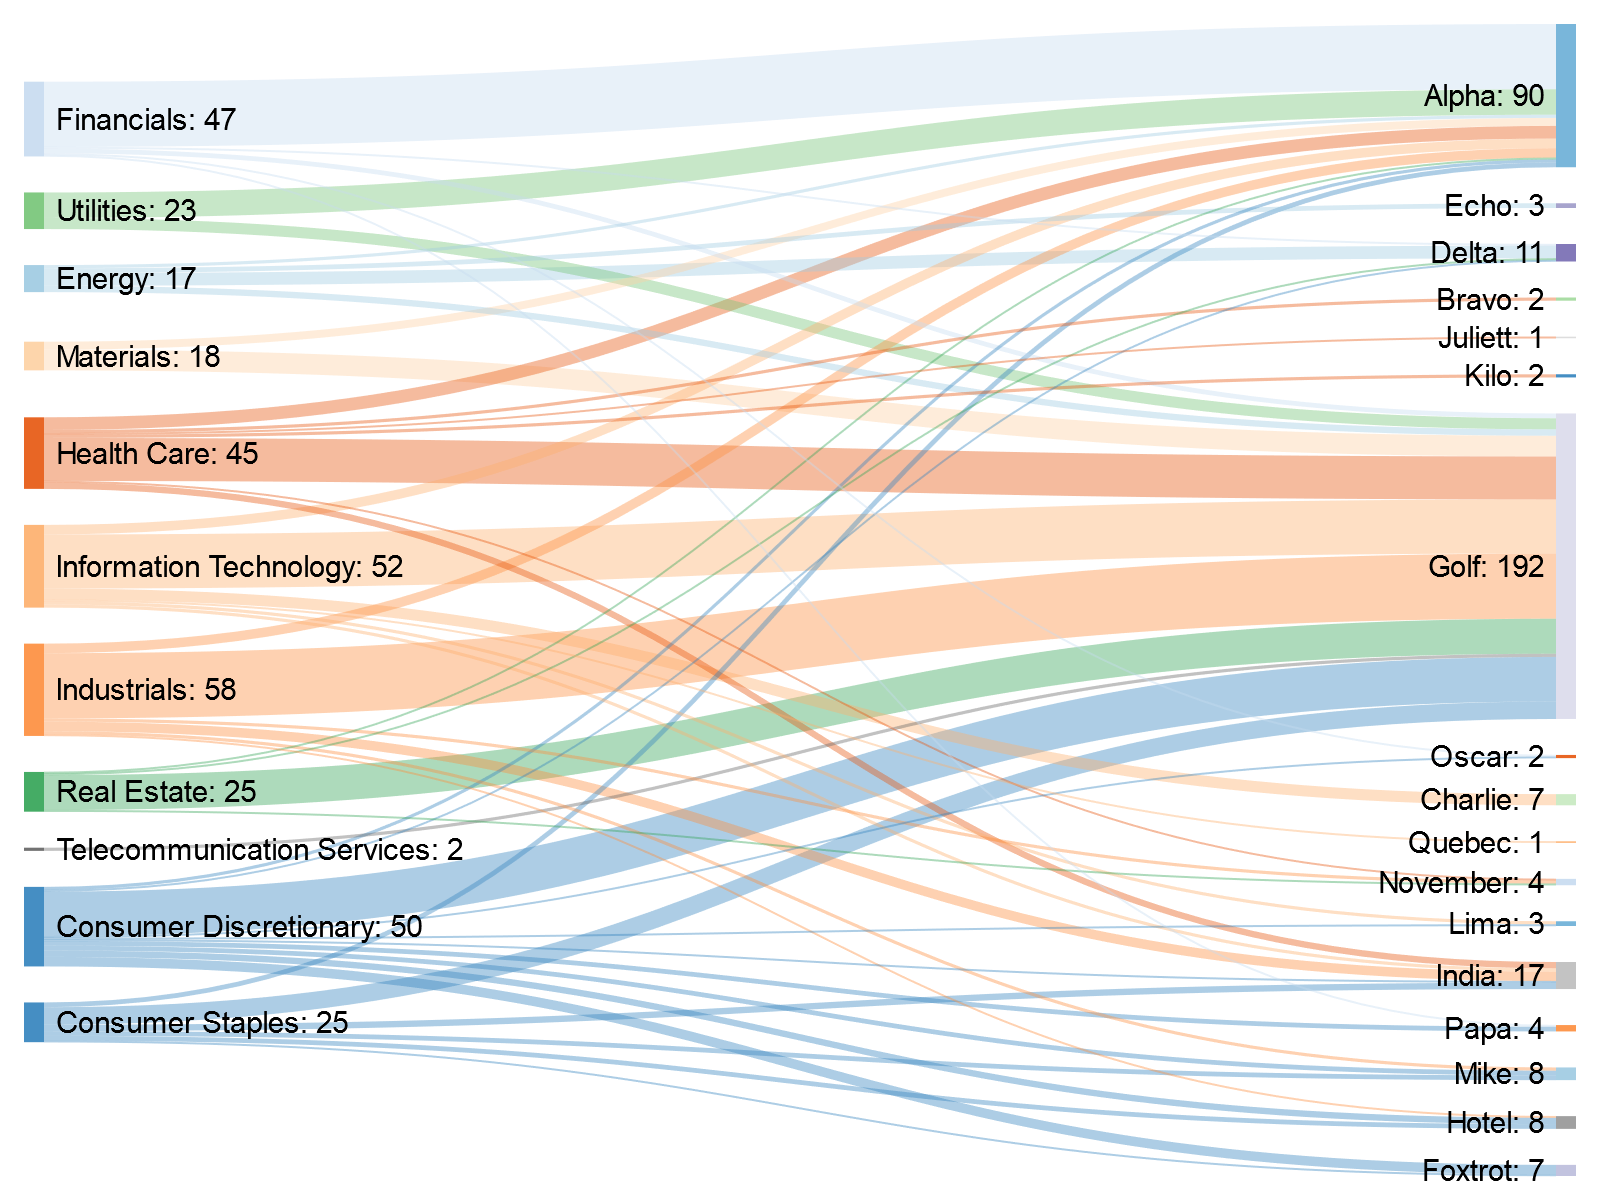 Financials: 47
Utilities: 23
Energy: 17
Materials: 18
Health Care: 45
Information Technology: 52
Industrials: 58
Real Estate: 25
Telecommunication Services: 2
Consumer Discretionary: 50
Consumer Staples: 25
Alpha: 90
Echo: 3
Delta: 11
Bravo: 2
Juliett: 1
Kilo: 2
Golf: 192
Oscar: 2
Charlie: 7
Quebec: 1
November: 4
Lima: 3
India: 17
Papa: 4
Mike: 8
Hotel: 8
Foxtrot: 7